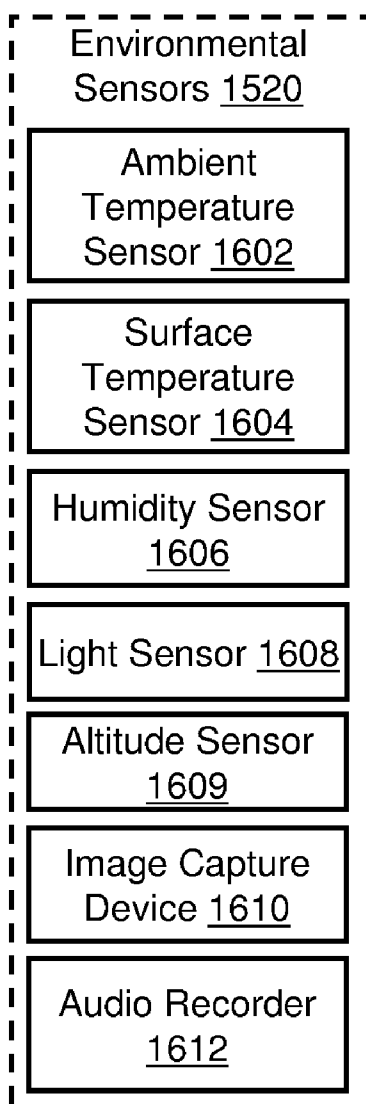 Environmental
Sensors 1520
Ambient
Temperature
Sensor 1602
Surface
Temperature
Sensor 1604
Humidity Sensor
1606
Light Sensor 1608
Altitude Sensor
1609
Image Capture
Device 1610
Audio Recorder
1612